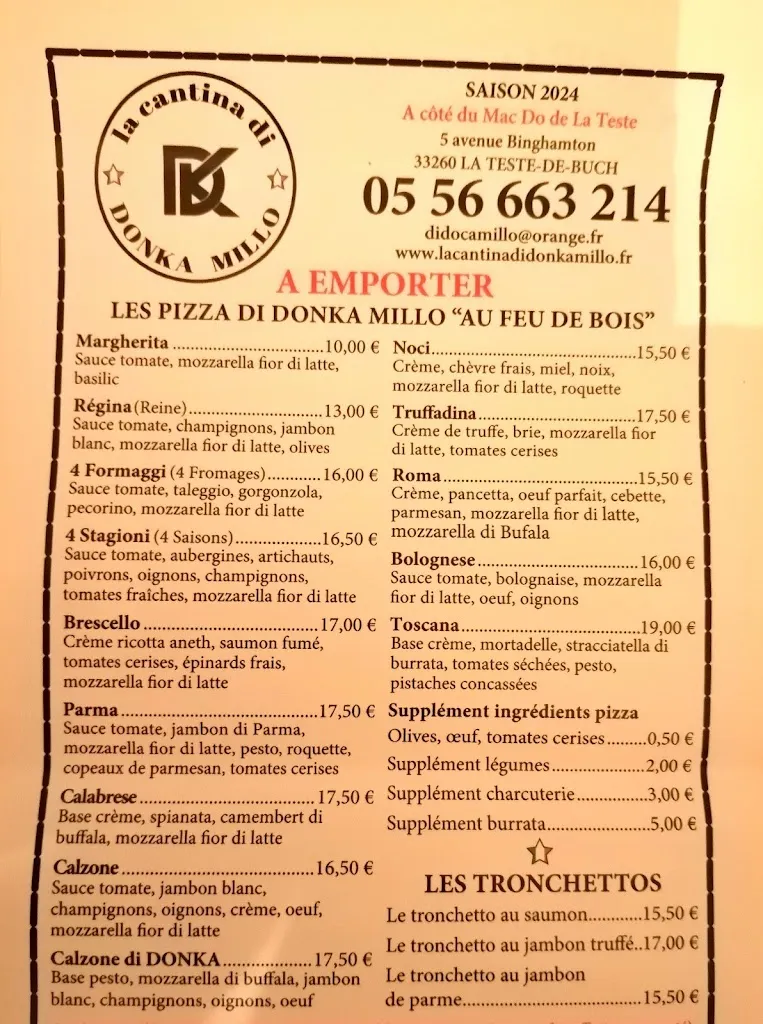 la cantina di
DK
DONKA MILLO
SAISON 2024
A côté du Mac Do de La Teste
5 avenue Binghamton
33260 LA TESTE-DE-BUCH
05 56 663 214
didocamillo@orange.fr
www.lacantinadidonkamillo.fr
A EMPORTER
LES PIZZA DI DONKA MILLO “AU FEU DE BOIS”
Margherita ..............................10,00 €
Sauce tomate, mozzarella fior di latte,
basilic
Régina (Reine)..........................13,00 €
Sauce tomate, champignons, jambon
blanc, mozzarella fior di latte, olives
4 Formaggi (4 Fromages)............16,00 €
Sauce tomate, taleggio, gorgonzola,
pecorino, mozzarella fior di latte
4 Stagioni (4 Saisons)..................16,50 €
Sauce tomate, aubergines, artichauts,
poivrons, oignons, champignons,
tomates fraîches, mozzarella fior di latte
Brescello ...................................17,00 €
Crème ricotta aneth, saumon fumé,
tomates cerises, épinards frais,
mozzarella fior di latte
Parma.......................................17,50 €
Sauce tomate, jambon di Parma,
mozzarella fior di latte, pesto, roquette,
copeaux de parmesan, tomates cerises
Calabrese...................................17,50 €
Base crème, spianata, camembert di
buffala, mozzarella fior di latte
Calzone......................................16,50 €
Sauce tomate, jambon blanc,
champignons, oignons, crème, oeuf,
mozzarella fior di latte
Calzone di DONKA..................17,50 €
Base pesto, mozzarella di buffala, jambon
blanc, champignons, oignons, oeuf
Noci..........................................15,50 €
Crème, chèvre frais, miel, noix,
mozzarella fior di latte, roquette
Truffadina................................17,50 €
Crème de truffe, brie, mozzarella fior
di latte, tomates cerises
Roma.........................................15,50 €
Crème, pancetta, oeuf parfait, cebette,
parmesan, mozzarella fior di latte,
mozzarella di Bufala
Bolognese.................................16,00 €
Sauce tomate, bolognaise, mozzarella
fior di latte, oeuf, oignons
Toscana....................................19,00 €
Base crème, mortadelle, stracciatella di
burrata, tomates séchées, pesto,
pistaches concassées
Supplément ingrédients pizza
Olives, œuf, tomates cerises........0,50 €
Supplément légumes...................2,00 €
Supplément charcuterie..............3,00 €
Supplément burrata....................5,00 €
LES TRONCHETTOS
Le tronchetto au saumon...........15,50 €
Le tronchetto au jambon truffé..17,00 €
Le tronchetto au jambon
de parme....................................15,50 €